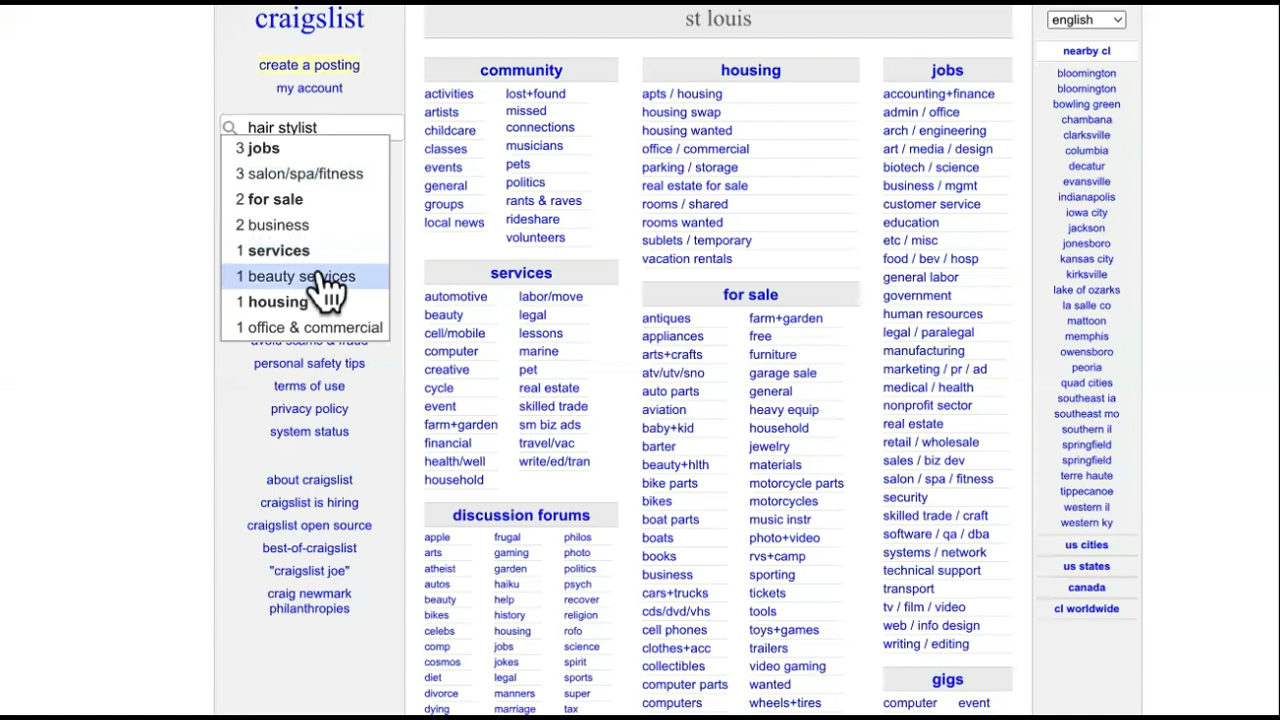 craigslist
create a posting
my account
hair stylist
3 jobs
3 salon/spa/fitness
2 for sale
2 business
1 services
1 beauty services
1 housing
1 office & commercial
avoid scams & fraud
personal safety tips
terms of use
privacy policy
system status
about craigslist
craigslist is hiring
craigslist open source
best-of-craigslist
"craigslist joe"
craig newmark
philanthropies
st louis
community
activities
artists
childcare
classes
events
general
groups
local news
lost+found
missed
connections
musicians
pets
politics
rants & raves
rideshare
volunteers
services
automotive
beauty
cell/mobile
computer
creative
cycle
event
farm+garden
financial
health/well
household
labor/move
legal
lessons
marine
pet
real estate
skilled trade
sm biz ads
travel/vac
write/ed/tran
discussion forums
apple
arts
atheist
autos
beauty
bikes
celebs
comp
cosmos
diet
divorce
dying
frugal
gaming
garden
haiku
help
history
housing
jobs
jokes
legal
manners
marriage
philos
photo
politics
psych
recover
religion
rofo
science
spirit
sports
super
tax
housing
apts / housing
housing swap
housing wanted
office / commercial
parking / storage
real estate for sale
rooms / shared
rooms wanted
sublets / temporary
vacation rentals
for sale
antiques
appliances
arts+crafts
atv/utv/sno
auto parts
aviation
baby+kid
barter
beauty+hlth
bike parts
bikes
boat parts
boats
books
business
cars+trucks
cds/dvd/vhs
cell phones
clothes+acc
collectibles
computer parts
computers
farm+garden
free
furniture
garage sale
general
heavy equip
household
jewelry
materials
motorcycle parts
motorcycles
music instr
photo+video
rvs+camp
sporting
tickets
tools
toys+games
trailers
video gaming
wanted
wheels+tires
jobs
accounting+finance
admin / office
arch / engineering
art / media / design
biotech / science
business / mgmt
customer service
education
etc / misc
food / bev / hosp
general labor
government
human resources
legal / paralegal
manufacturing
marketing / pr / ad
medical / health
nonprofit sector
real estate
retail / wholesale
sales / biz dev
salon / spa / fitness
security
skilled trade / craft
software / qa / dba
systems / network
technical support
transport
tv / film / video
web / info design
writing / editing
gigs
computer
event
english
nearby cl
bloomington
bloomington
bowling green
chambana
clarksville
columbia
decatur
evansville
indianapolis
iowa city
jackson
jonesboro
kansas city
kirksville
lake of ozarks
la salle co
mattoon
memphis
owensboro
peoria
quad cities
southeast ia
southeast mo
southern il
springfield
springfield
terre haute
tippecanoe
western il
western ky
us cities
us states
canada
cl worldwide